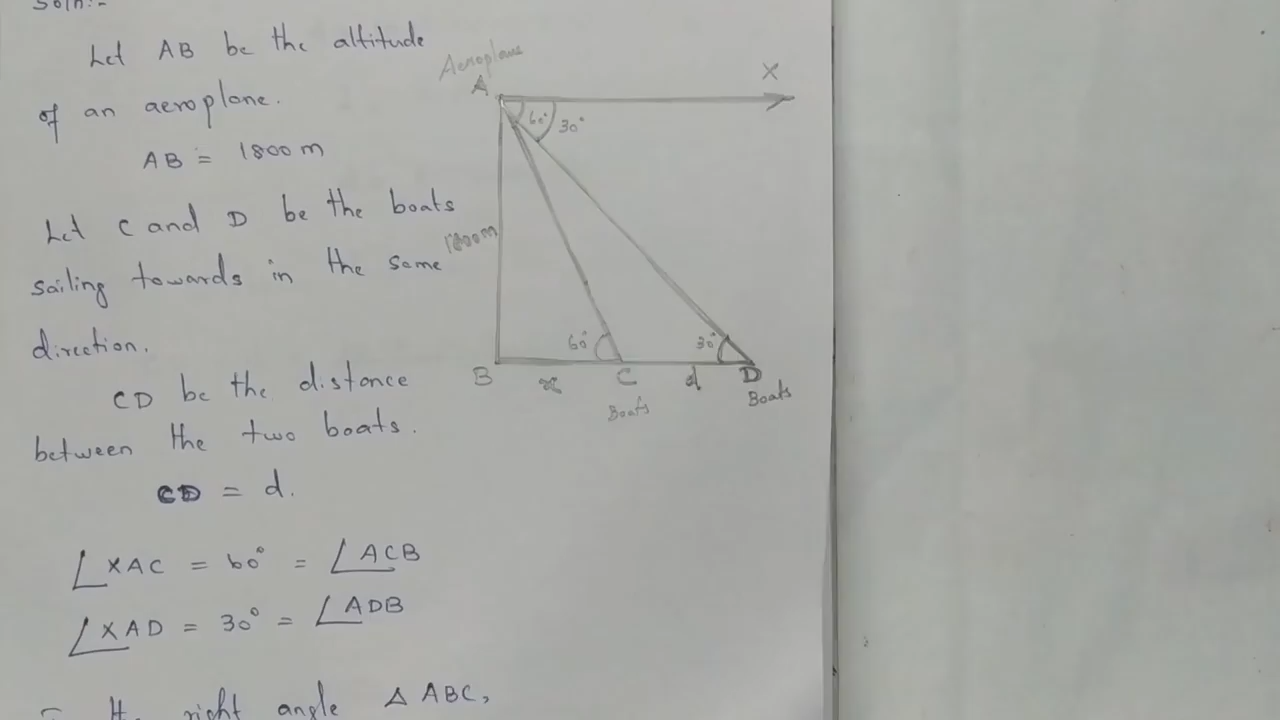 Soln:-
Let AB be the altitude
of an aeroplane.
AB = 1800 m
Let C and D be the boats
sailing towards in the same
direction.
CD be the distance
between the two boats.
CD = d.
∠XAC = 60° = ∠ACB
∠XAD = 30° = ∠ADB
In the right angle △ ABC,
Aeroplane
A
X
60°
30°
1800m
60°
30°
B
x
C
d
D
Boats
Boats